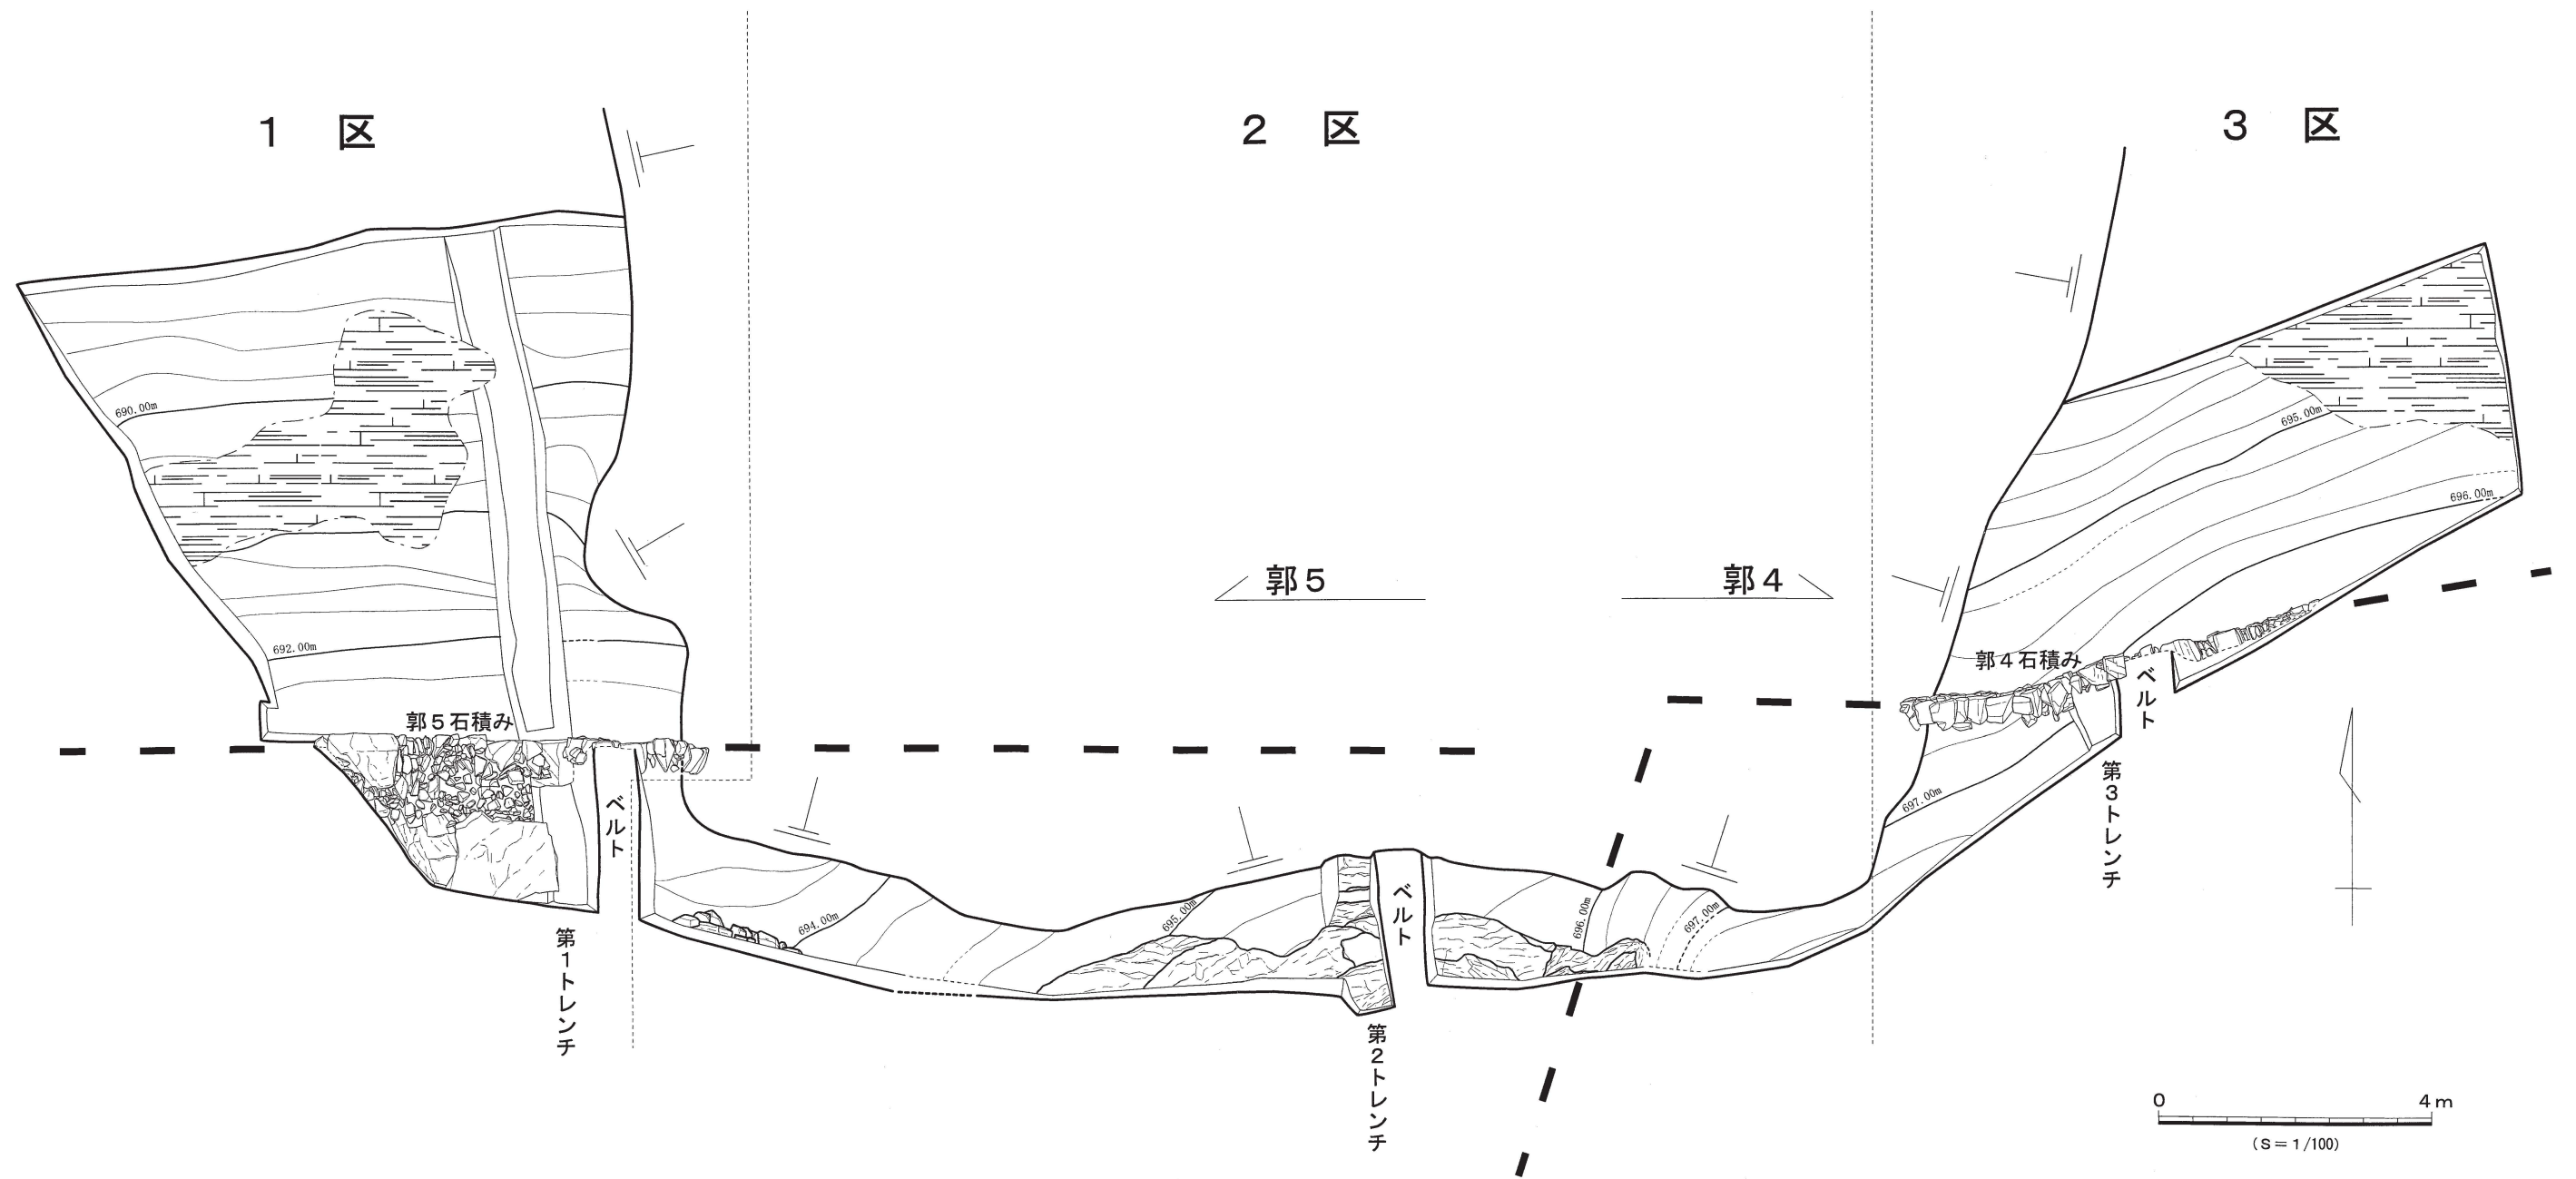 1 区
2 区
3 区
690.00m
695.00m
696.00m
郭5
郭4
692.00m
郭4石積み
ベルト
郭5石積み
ベルト
第3トレンチ
697.00m
ベルト
694.00m
695.00m
696.00m
697.00m
第1トレンチ
第2トレンチ
0
4m
(S=1/100)